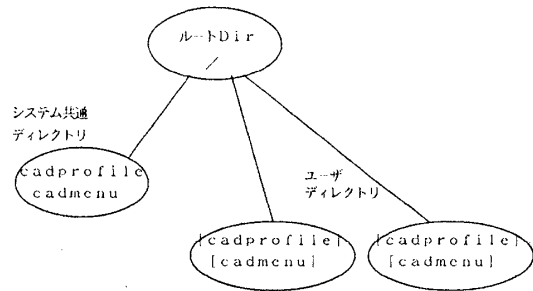 ルートDir
/
システム共通
ディレクトリ
cadprofile
cadmenu
ユーザ
ディレクトリ
[cadprofile]
[cadmenu]
[cadprofile]
[cadmenu]